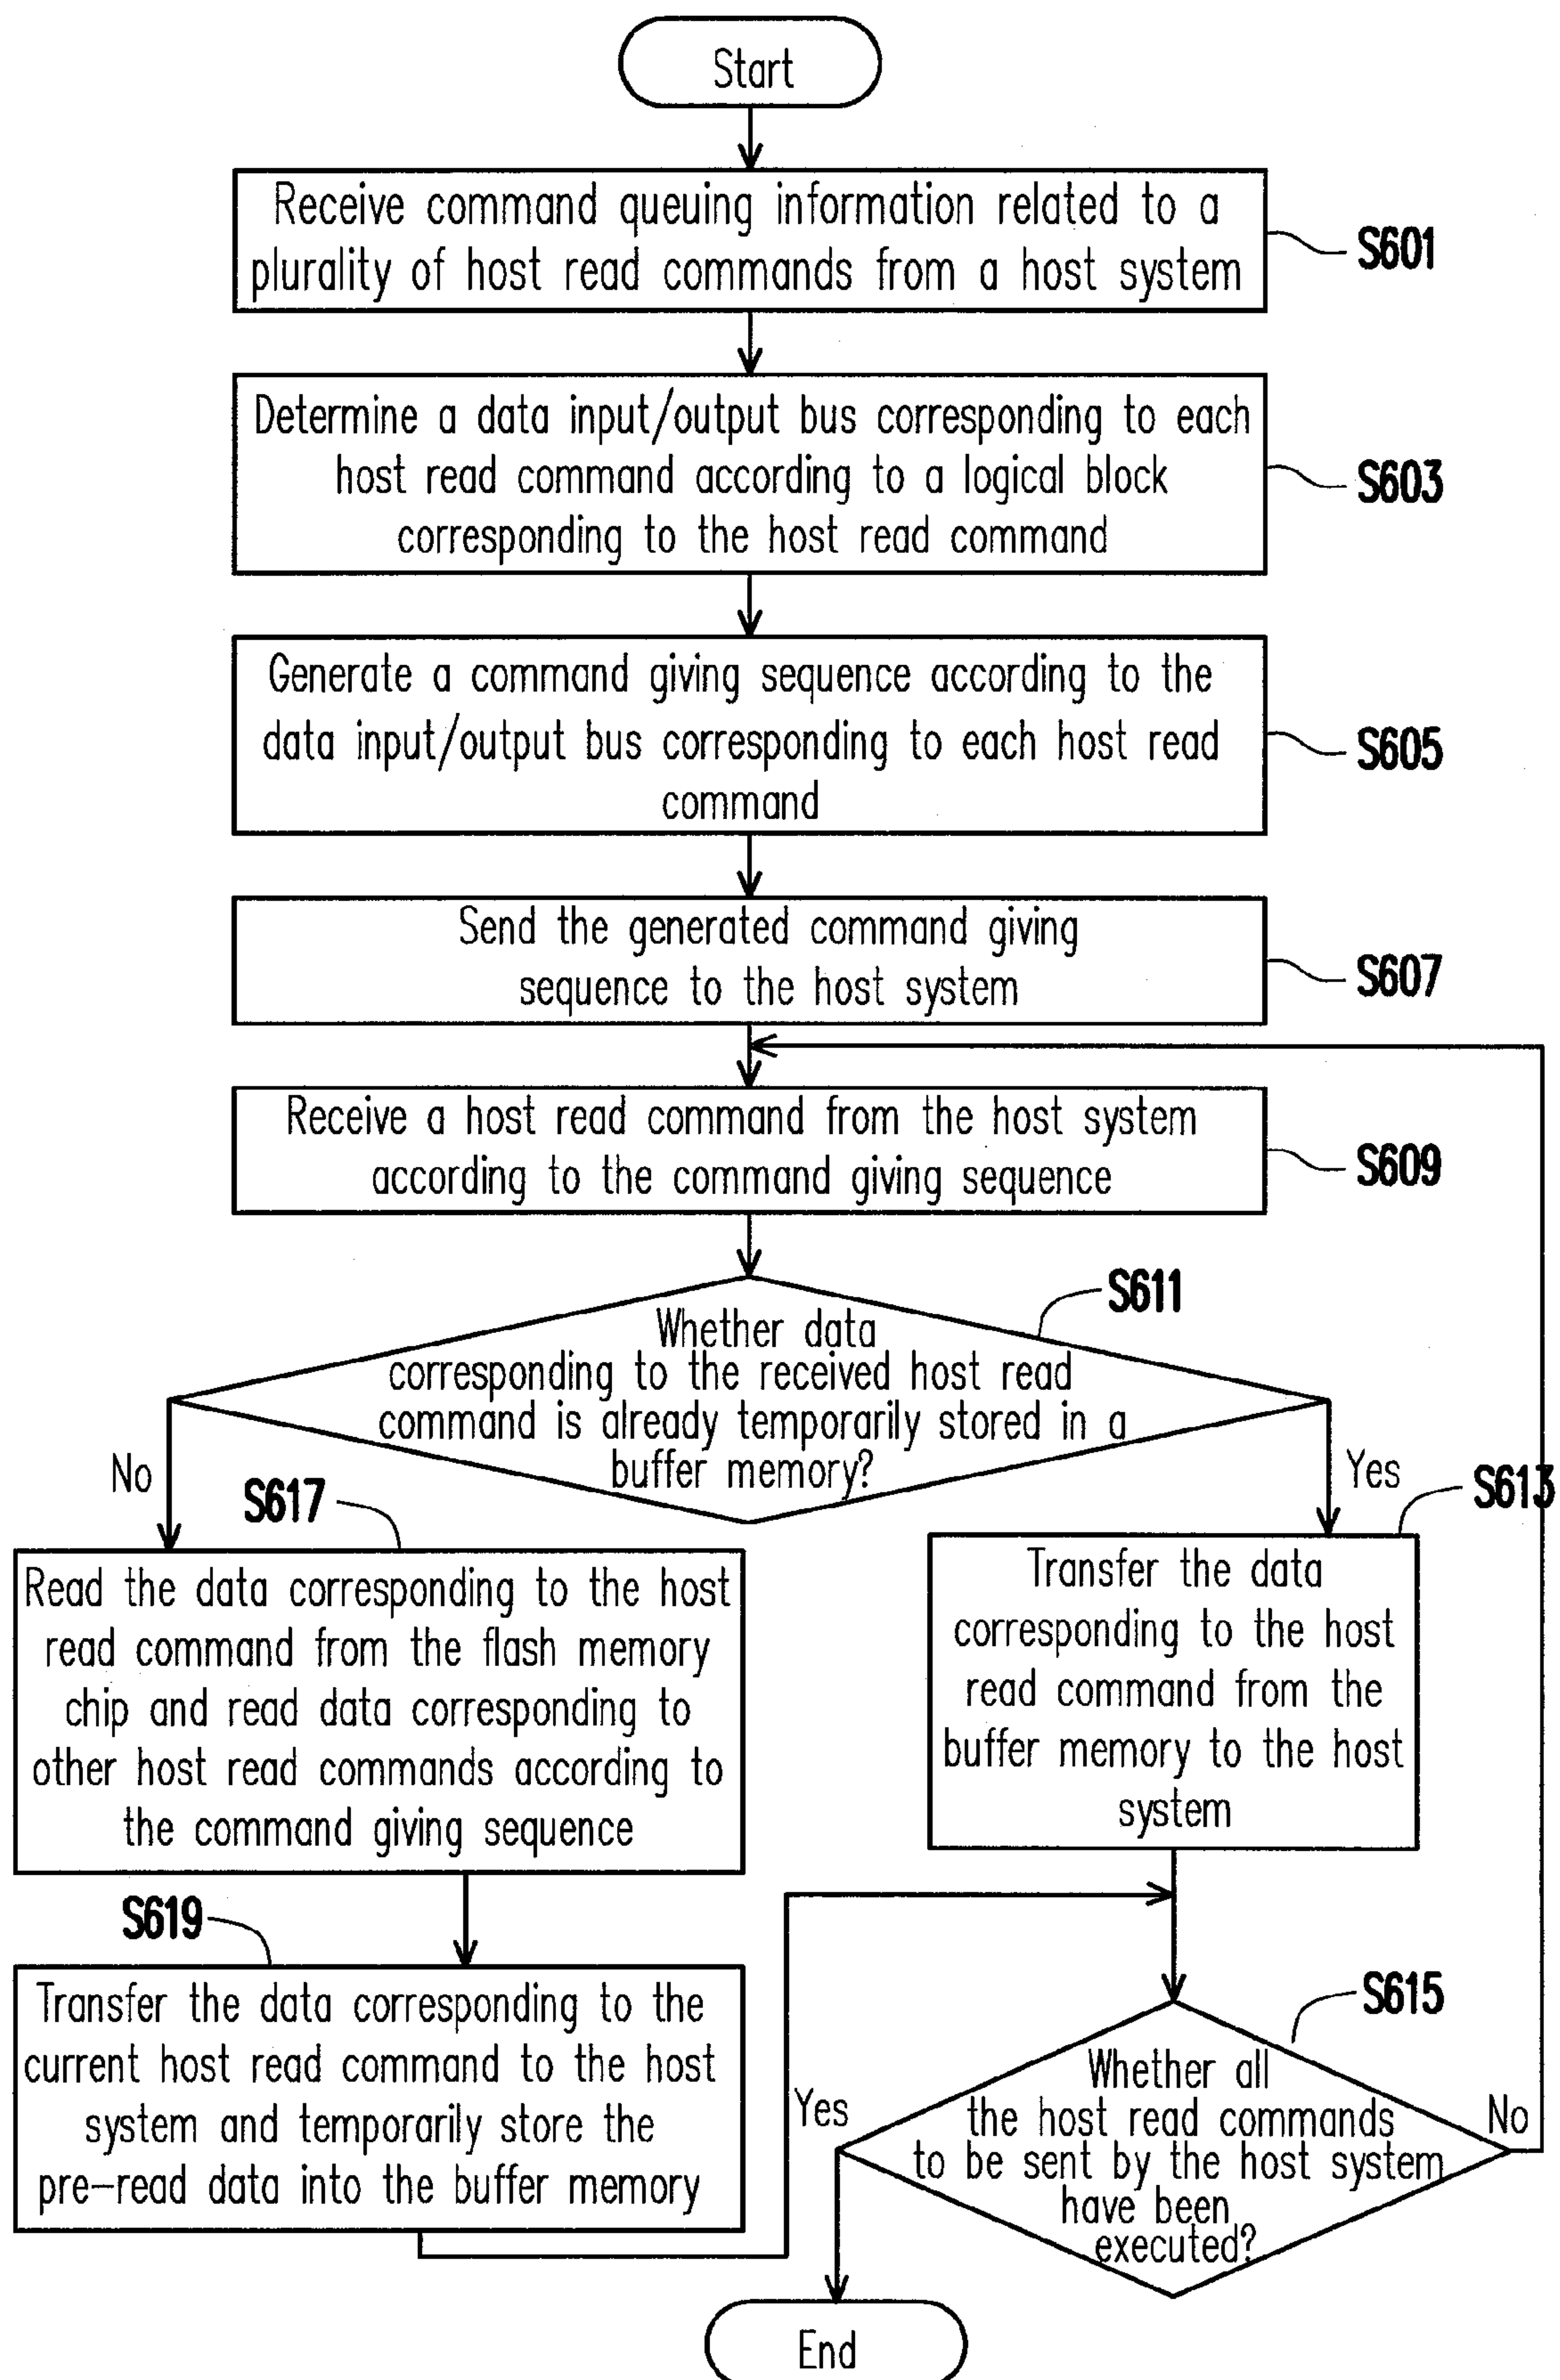 Start
Receive command queuing information related to a
plurality of host read commands from a host system
S601
Determine a data input/output bus corresponding to each
host read command according to a logical block
corresponding to the host read command
S603
Generate a command giving sequence according to the
data input/output bus corresponding to each host read
command
S605
Send the generated command giving
sequence to the host system
S607
Receive a host read command from the host system
according to the command giving sequence
S609
S611
Whether data
corresponding to the received host read
command is already temporarily stored in a
buffer memory?
No
Yes
S617
Read the data corresponding to the host
read command from the flash memory
chip and read data corresponding to
other host read commands according to
the command giving sequence
S613
Transfer the data
corresponding to the host
read command from the
buffer memory to the host
system
S619
Transfer the data corresponding to the
current host read command to the host
system and temporarily store the
pre-read data into the buffer memory
S615
Whether all
the host read commands
to be sent by the host system
have been
executed?
Yes
No
End